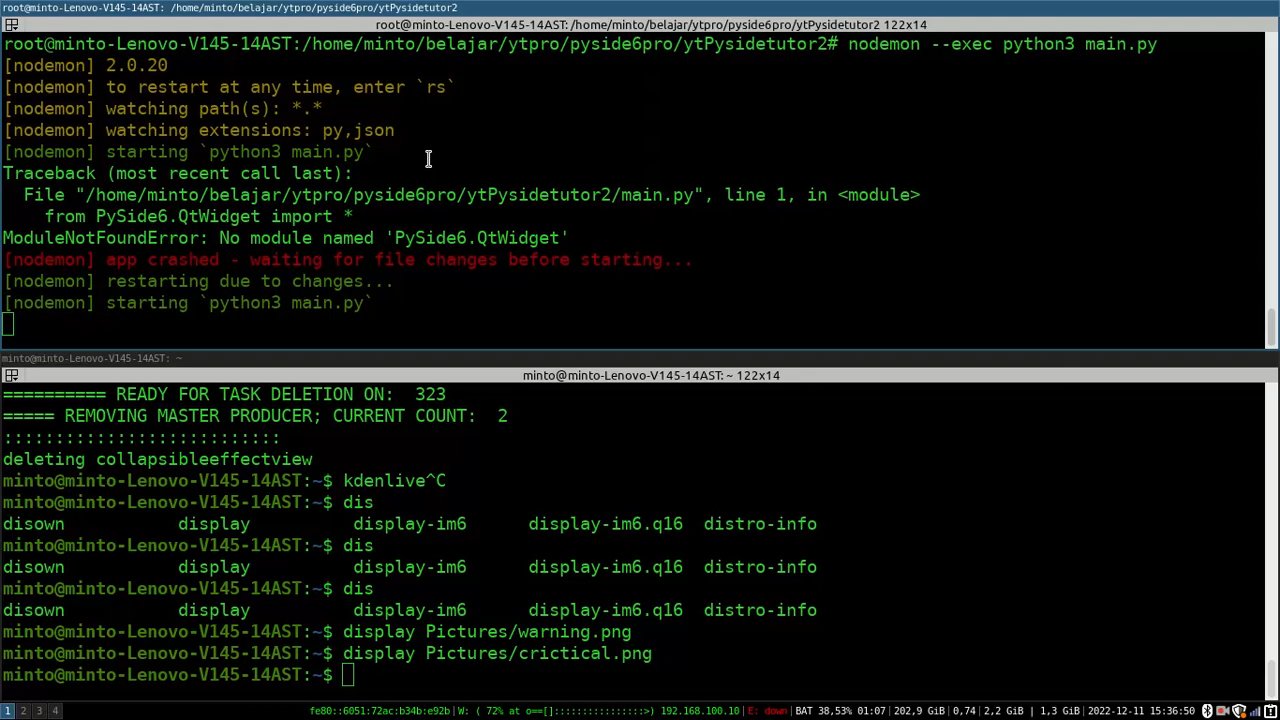 root@minto-Lenovo-V145-14AST: /home/minto/belajar/ytpro/pyside6pro/ytPysidetutor2
root@minto-Lenovo-V145-14AST:/home/minto/belajar/ytpro/pyside6pro/ytPysidetutor2 122x14
root@minto-Lenovo-V145-14AST:/home/minto/belajar/ytpro/pyside6pro/ytPysidetutor2# nodemon --exec python3 main.py
[nodemon] 2.0.20
[nodemon] to restart at any time, enter `rs`
[nodemon] watching path(s): *.*
[nodemon] watching extensions: py,json
[nodemon] starting `python3 main.py`
Traceback (most recent call last):
  File "/home/minto/belajar/ytpro/pyside6pro/ytPysidetutor2/main.py", line 1, in <module>
    from PySide6.QtWidget import *
ModuleNotFoundError: No module named 'PySide6.QtWidget'
[nodemon] app crashed - waiting for file changes before starting...
[nodemon] restarting due to changes...
[nodemon] starting `python3 main.py`
minto@minto-Lenovo-V145-14AST: ~
minto@minto-Lenovo-V145-14AST:~ 122x14
========== READY FOR TASK DELETION ON:  323
===== REMOVING MASTER PRODUCER; CURRENT COUNT:  2
:::::::::::::::::::::::::::
deleting collapsibleeffectview
minto@minto-Lenovo-V145-14AST:~$ kdenlive^C
minto@minto-Lenovo-V145-14AST:~$ dis
disown           display          display-im6      display-im6.q16  distro-info
minto@minto-Lenovo-V145-14AST:~$ dis
disown           display          display-im6      display-im6.q16  distro-info
minto@minto-Lenovo-V145-14AST:~$ dis
disown           display          display-im6      display-im6.q16  distro-info
minto@minto-Lenovo-V145-14AST:~$ display Pictures/warning.png
minto@minto-Lenovo-V145-14AST:~$ display Pictures/crictical.png
minto@minto-Lenovo-V145-14AST:~$
1 2 3 4 fe80::6051:72ac:b34b:e92b|W: ( 72% at o==[]::::::::::::::::>) 192.168.100.10|E: down|BAT 38,53% 01:07|202,9 GiB|0,74|2,2 GiB | 1,3 GiB|2022-12-11 15:36:50